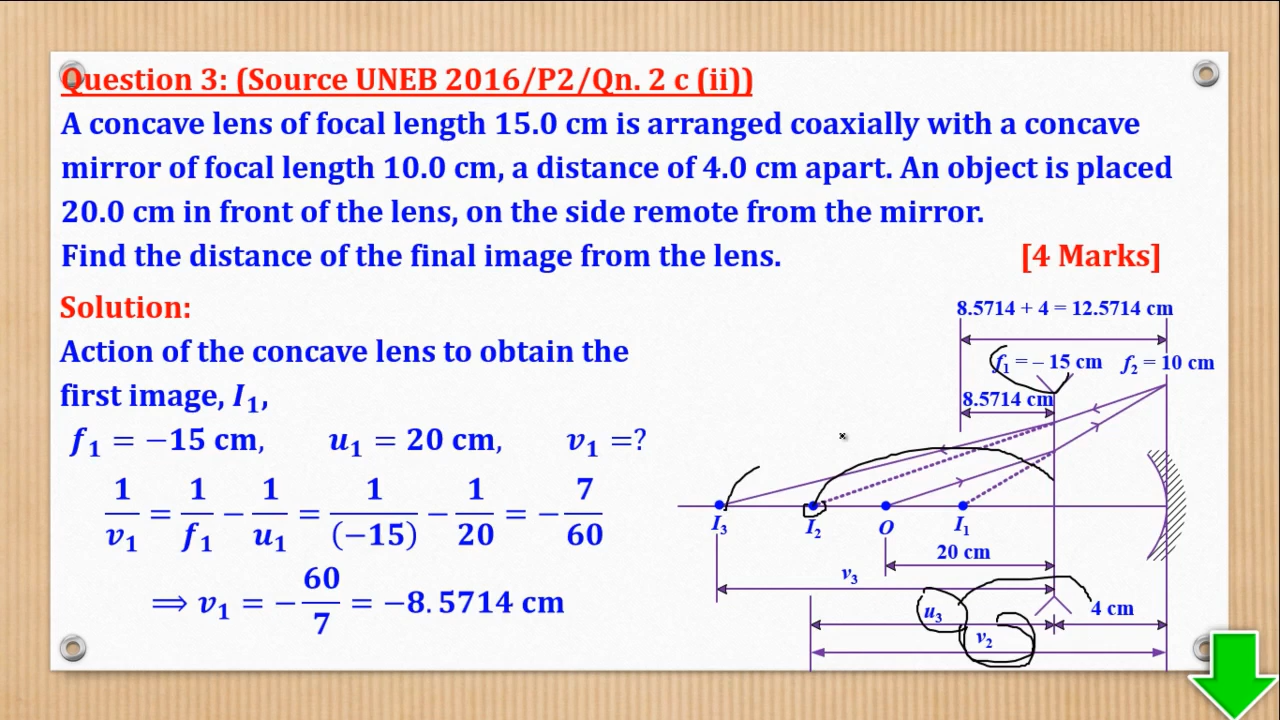 Question 3: (Source UNEB 2016/P2/Qn. 2 c (ii))
A concave lens of focal length 15.0 cm is arranged coaxially with a concave
mirror of focal length 10.0 cm, a distance of 4.0 cm apart. An object is placed
20.0 cm in front of the lens, on the side remote from the mirror.
Find the distance of the final image from the lens. [4 Marks]
Solution:
Action of the concave lens to obtain the
first image, I₁,
f₁ = −15 cm, u₁ = 20 cm, v₁ =?
1/v₁ = 1/f₁ − 1/u₁ = 1/(−15) − 1/20 = − 7/60
⟹ v₁ = − 60/7 = −8.5714 cm
8.5714 + 4 = 12.5714 cm
f₁ = – 15 cm f₂ = 10 cm
8.5714 cm
I₃ I₂ O I₁
20 cm
v₃
u₃ 4 cm
v₂